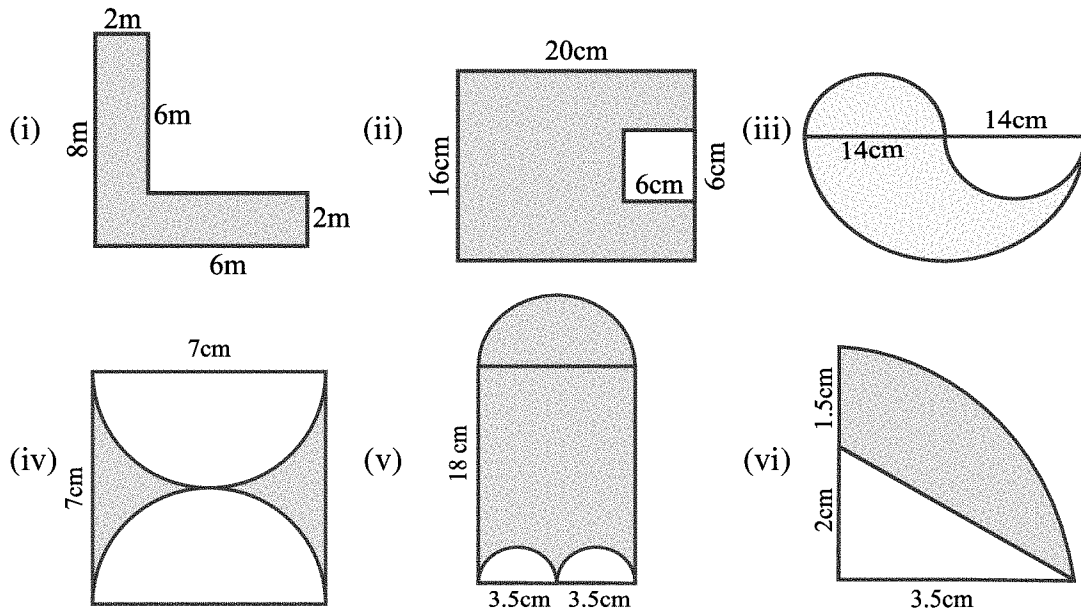 2m
(i)
8m
6m
2m
6m
(ii)
20cm
16cm
6cm
6cm
(iii)
14cm
14cm
(iv)
7cm
7cm
(v)
18 cm
3.5cm 3.5cm
(vi)
1.5cm
2cm
3.5cm